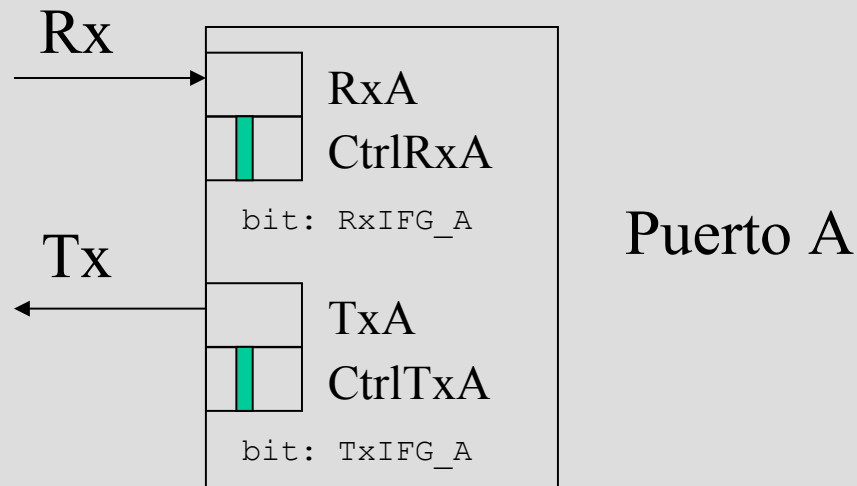 Rx
RxA
CtrlRxA
bit: RxIFG_A
Puerto A
Tx
TxA
CtrlTxA
bit: TxIFG_A